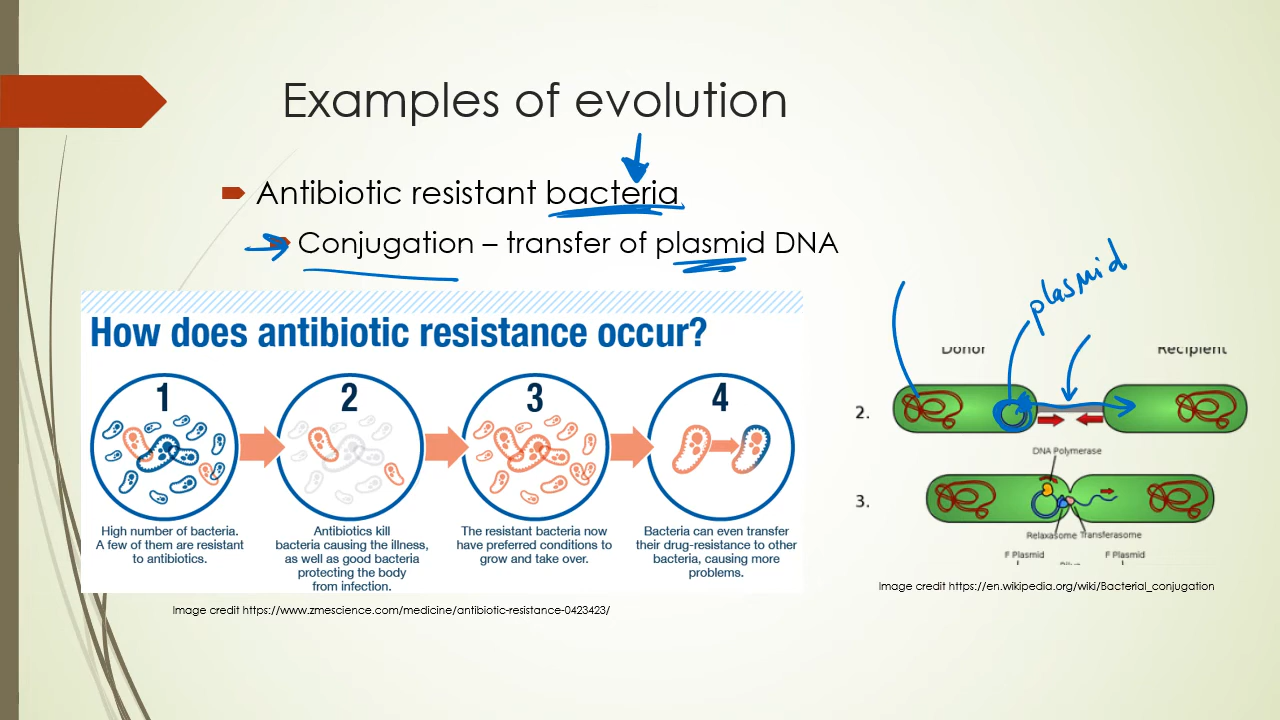 Examples of evolution
Antibiotic resistant bacteria
Conjugation – transfer of plasmid DNA
How does antibiotic resistance occur?
1
2
3
4
High number of bacteria.
A few of them are resistant
to antibiotics.
Antibiotics kill
bacteria causing the illness,
as well as good bacteria
protecting the body
from infection.
The resistant bacteria now
have preferred conditions to
grow and take over.
Bacteria can even transfer
their drug-resistance to other
bacteria, causing more
problems.
Image credit https://www.zmescience.com/medicine/antibiotic-resistance-0423423/
plasmid
Donor
Recipient
2.
DNA Polymerase
3.
Relaxasome Transferasome
F Plasmid
F Plasmid
Image credit https://en.wikipedia.org/wiki/Bacterial_conjugation